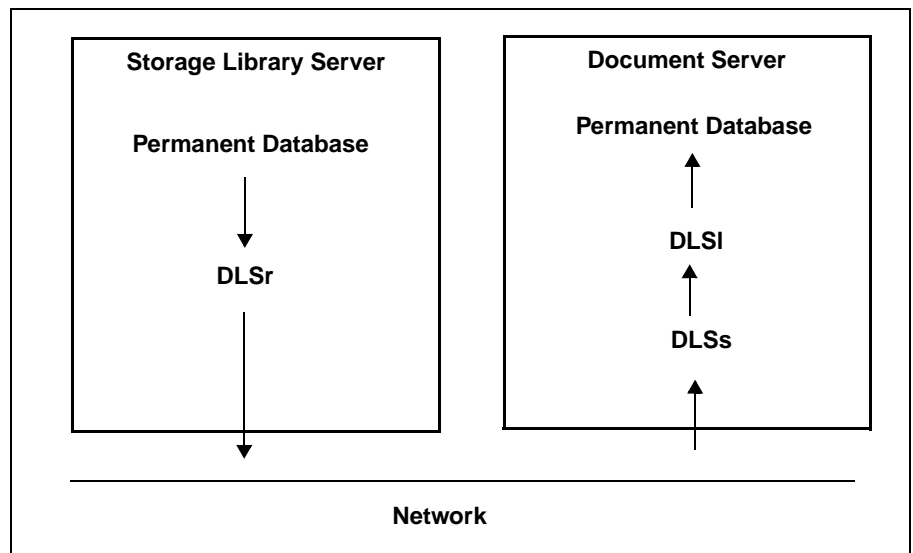 Storage Library Server
Permanent Database
DLSr
Document Server
Permanent Database
DLSl
DLSs
Network